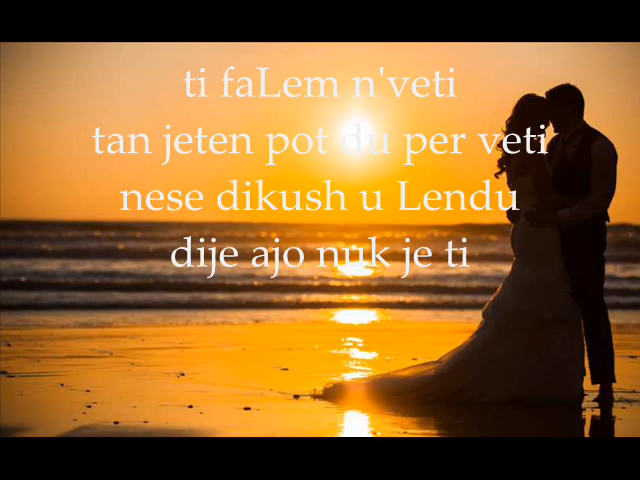 ti faLem n'veti
tan jeten pot du per veti
nese dikush u Lendu
dije ajo nuk je ti